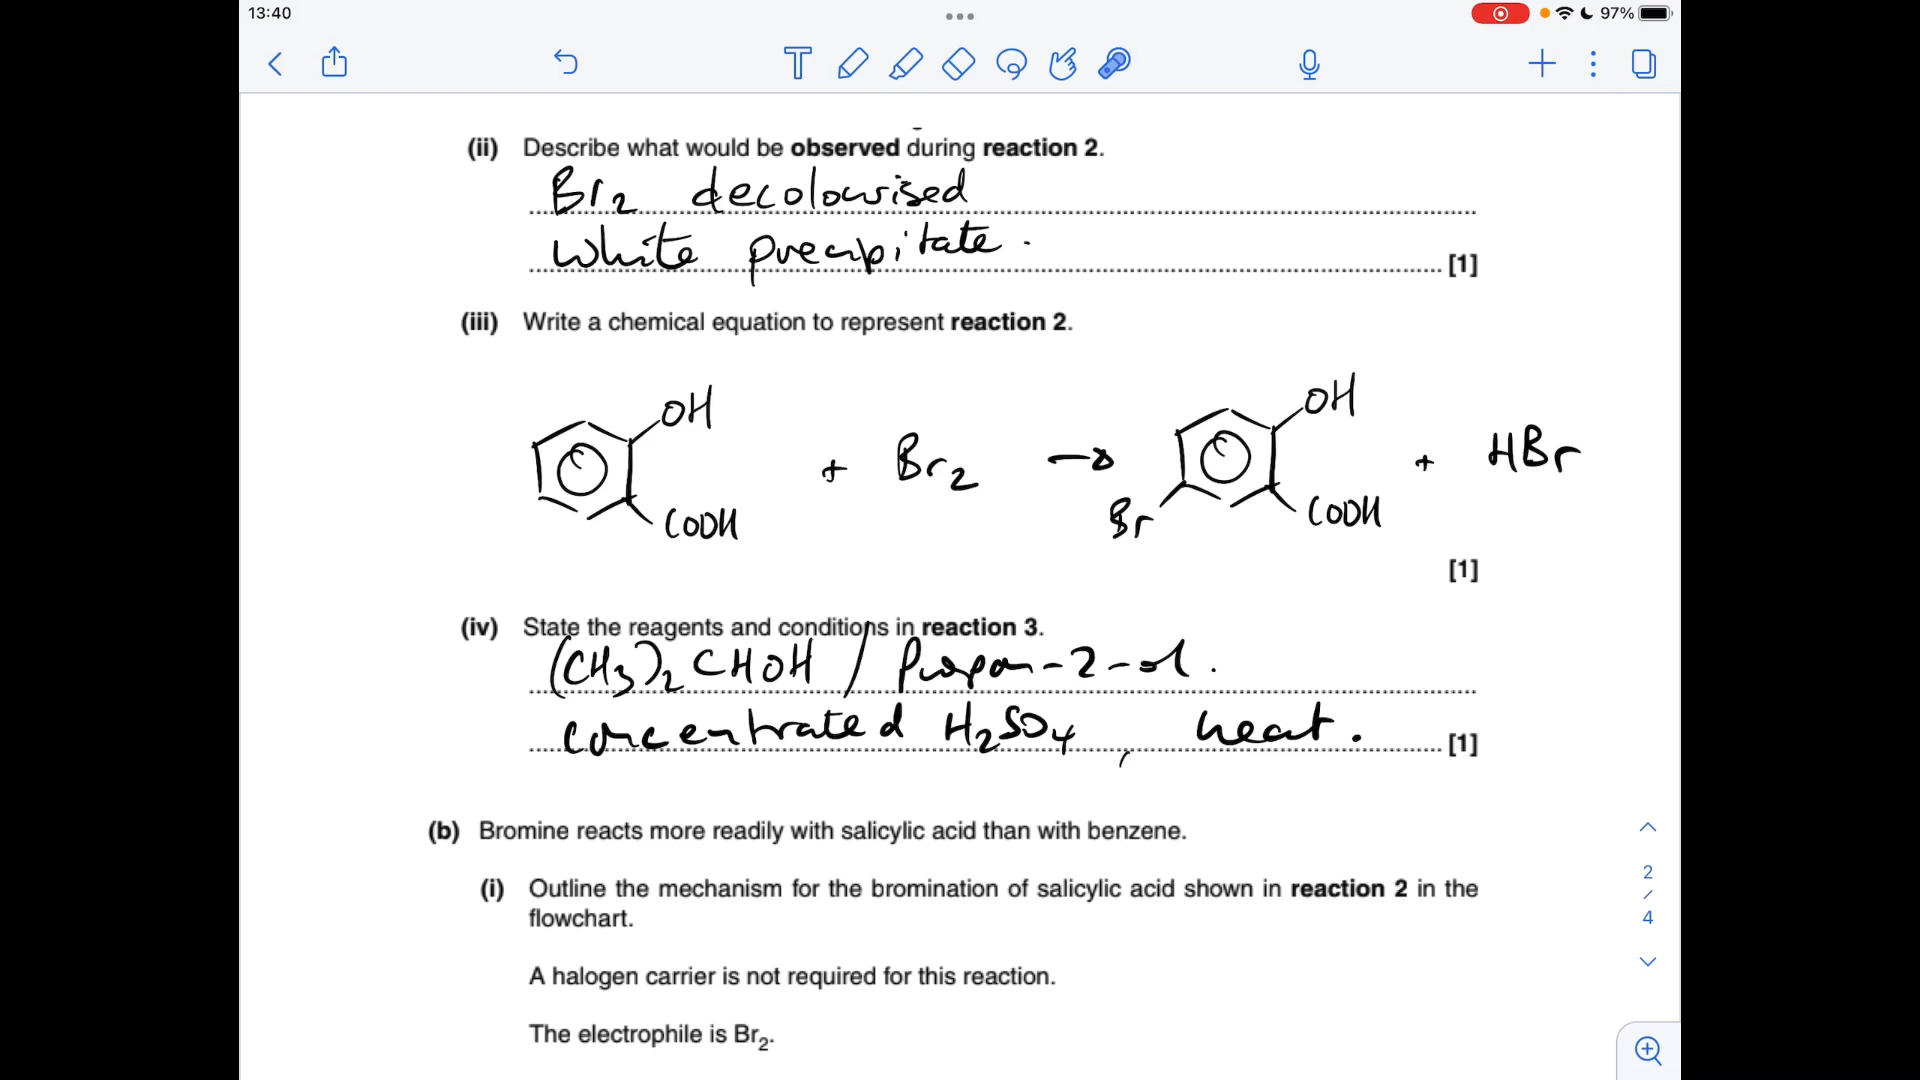 13:40
97%
(ii) Describe what would be observed during reaction 2.
Br2 decolourised
White precipitate.
[1]
(iii) Write a chemical equation to represent reaction 2.
OH
COOH
+ Br2 →
OH
Br
COOH
+ HBr
[1]
(iv) State the reagents and conditions in reaction 3.
(CH3)2 CHOH / Propan-2-ol.
concentrated H2SO4, heat. [1]
(b) Bromine reacts more readily with salicylic acid than with benzene.
(i) Outline the mechanism for the bromination of salicylic acid shown in reaction 2 in the
flowchart.
A halogen carrier is not required for this reaction.
The electrophile is Br2.
2
/
4